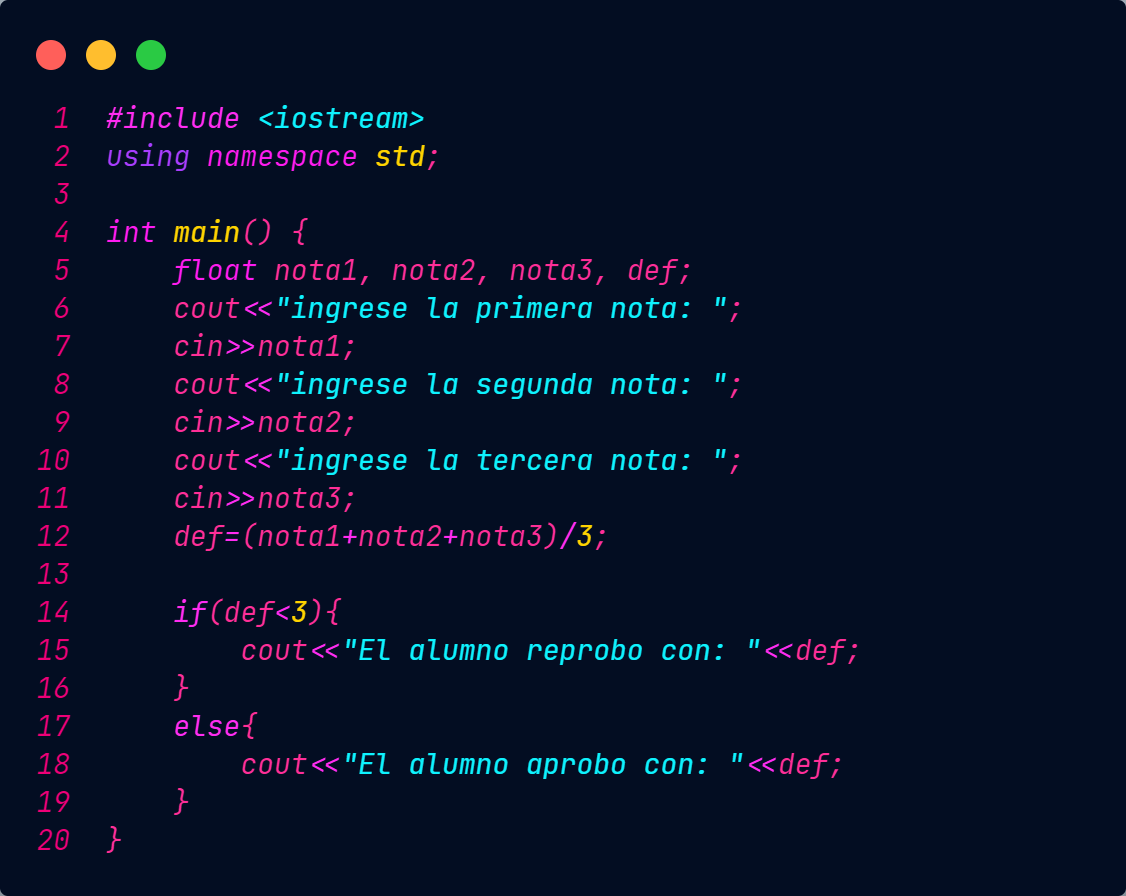 1 #include <iostream>
2 using namespace std;
3
4 int main() {
5     float nota1, nota2, nota3, def;
6     cout<<"ingrese la primera nota: ";
7     cin>>nota1;
8     cout<<"ingrese la segunda nota: ";
9     cin>>nota2;
10     cout<<"ingrese la tercera nota: ";
11     cin>>nota3;
12     def=(nota1+nota2+nota3)/3;
13
14     if(def<3){
15         cout<<"El alumno reprobo con: "<<def;
16     }
17     else{
18         cout<<"El alumno aprobo con: "<<def;
19     }
20 }